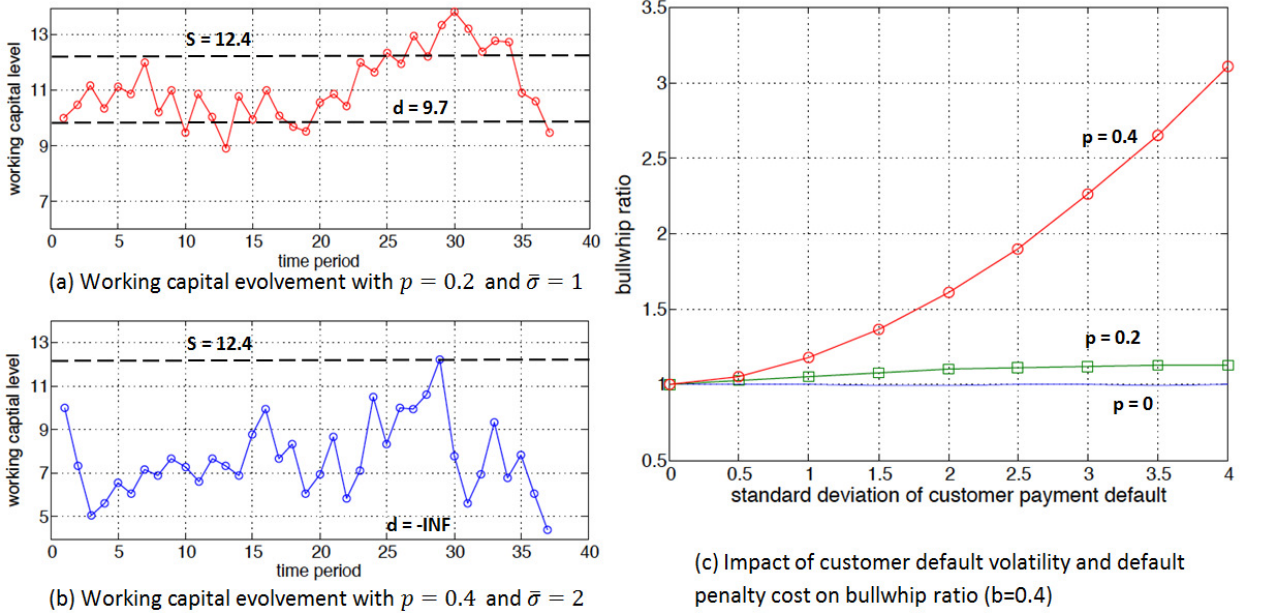 working capital level
13
11
9
7
S = 12.4
d = 9.7
0 5 10 15 20 25 30 35 40
time period
(a) Working capital evolvement with p = 0.2 and σ̄ = 1
working captial level
13
11
9
7
5
S = 12.4
d = -INF
0 5 10 15 20 25 30 35 40
time period
(b) Working capital evolvement with p = 0.4 and σ̄ = 2
bullwhip ratio
3.5
3
2.5
2
1.5
1
0.5
p = 0.4
p = 0.2
p = 0
0 0.5 1 1.5 2 2.5 3 3.5 4
standard deviation of customer payment default
(c) Impact of customer default volatility and default
penalty cost on bullwhip ratio (b=0.4)